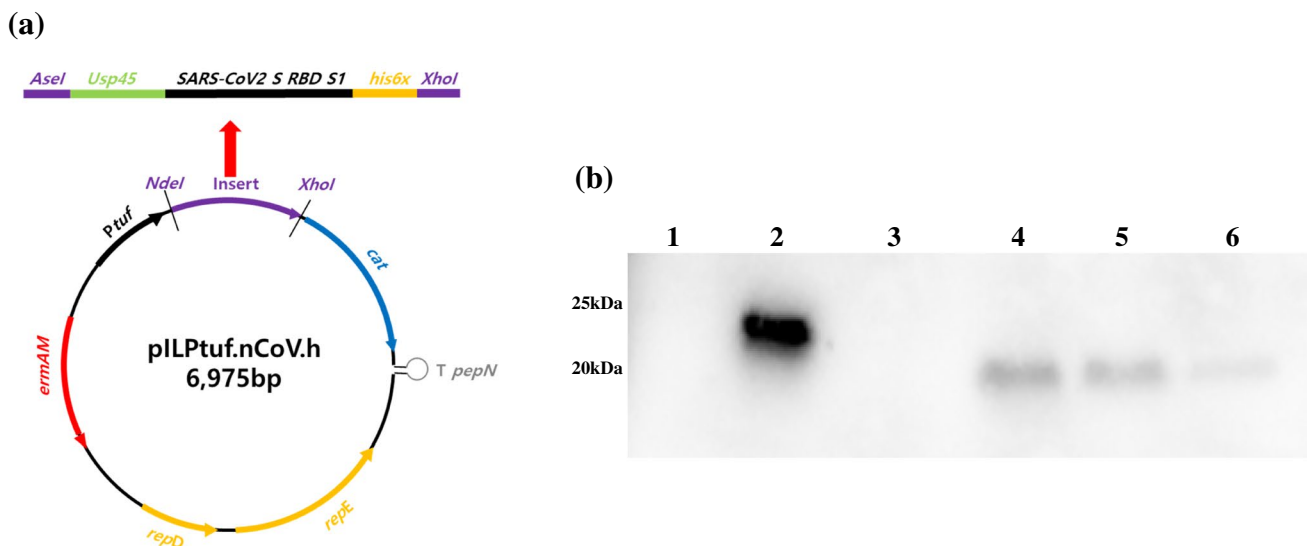 (a)
AseI Usp45 SARS-CoV2 S RBD S1 his6x XhoI
NdeI Insert XhoI
Ptuf
cat
pILPtuf.nCoV.h
6,975bp
T pepN
ermAM
repE
repD
(b)
1 2 3 4 5 6
25kDa
20kDa